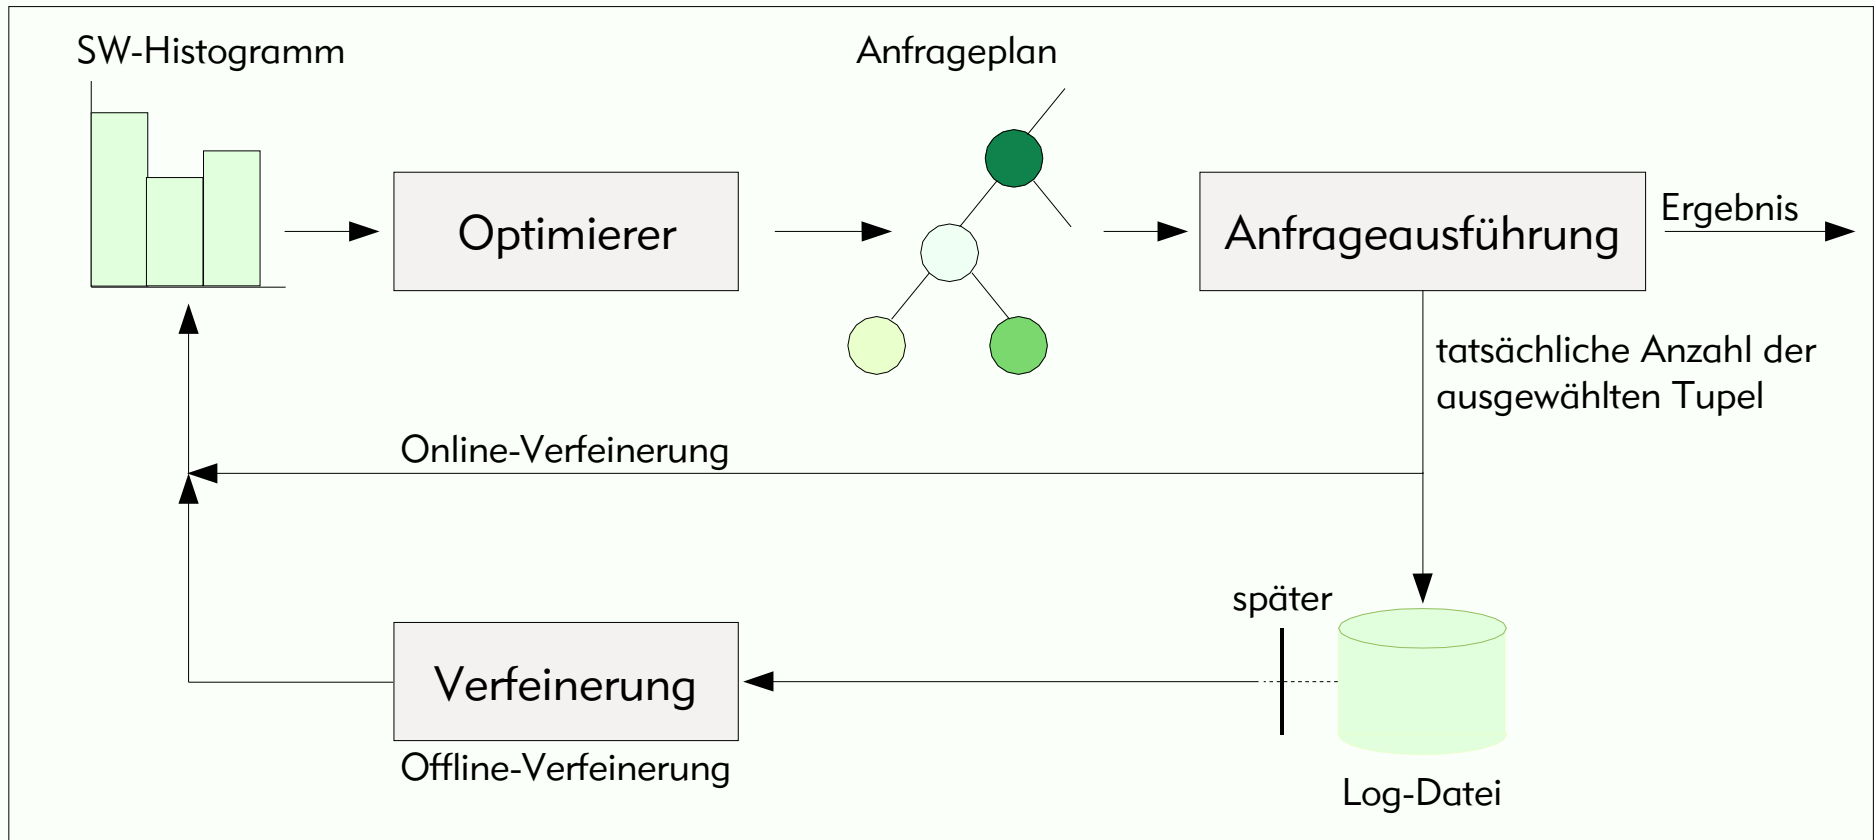 SW-Histogramm
Anfrageplan
Optimierer
Anfrageausführung
Ergebnis
tatsächliche Anzahl der
ausgewählten Tupel
Online-Verfeinerung
später
Verfeinerung
Offline-Verfeinerung
Log-Datei